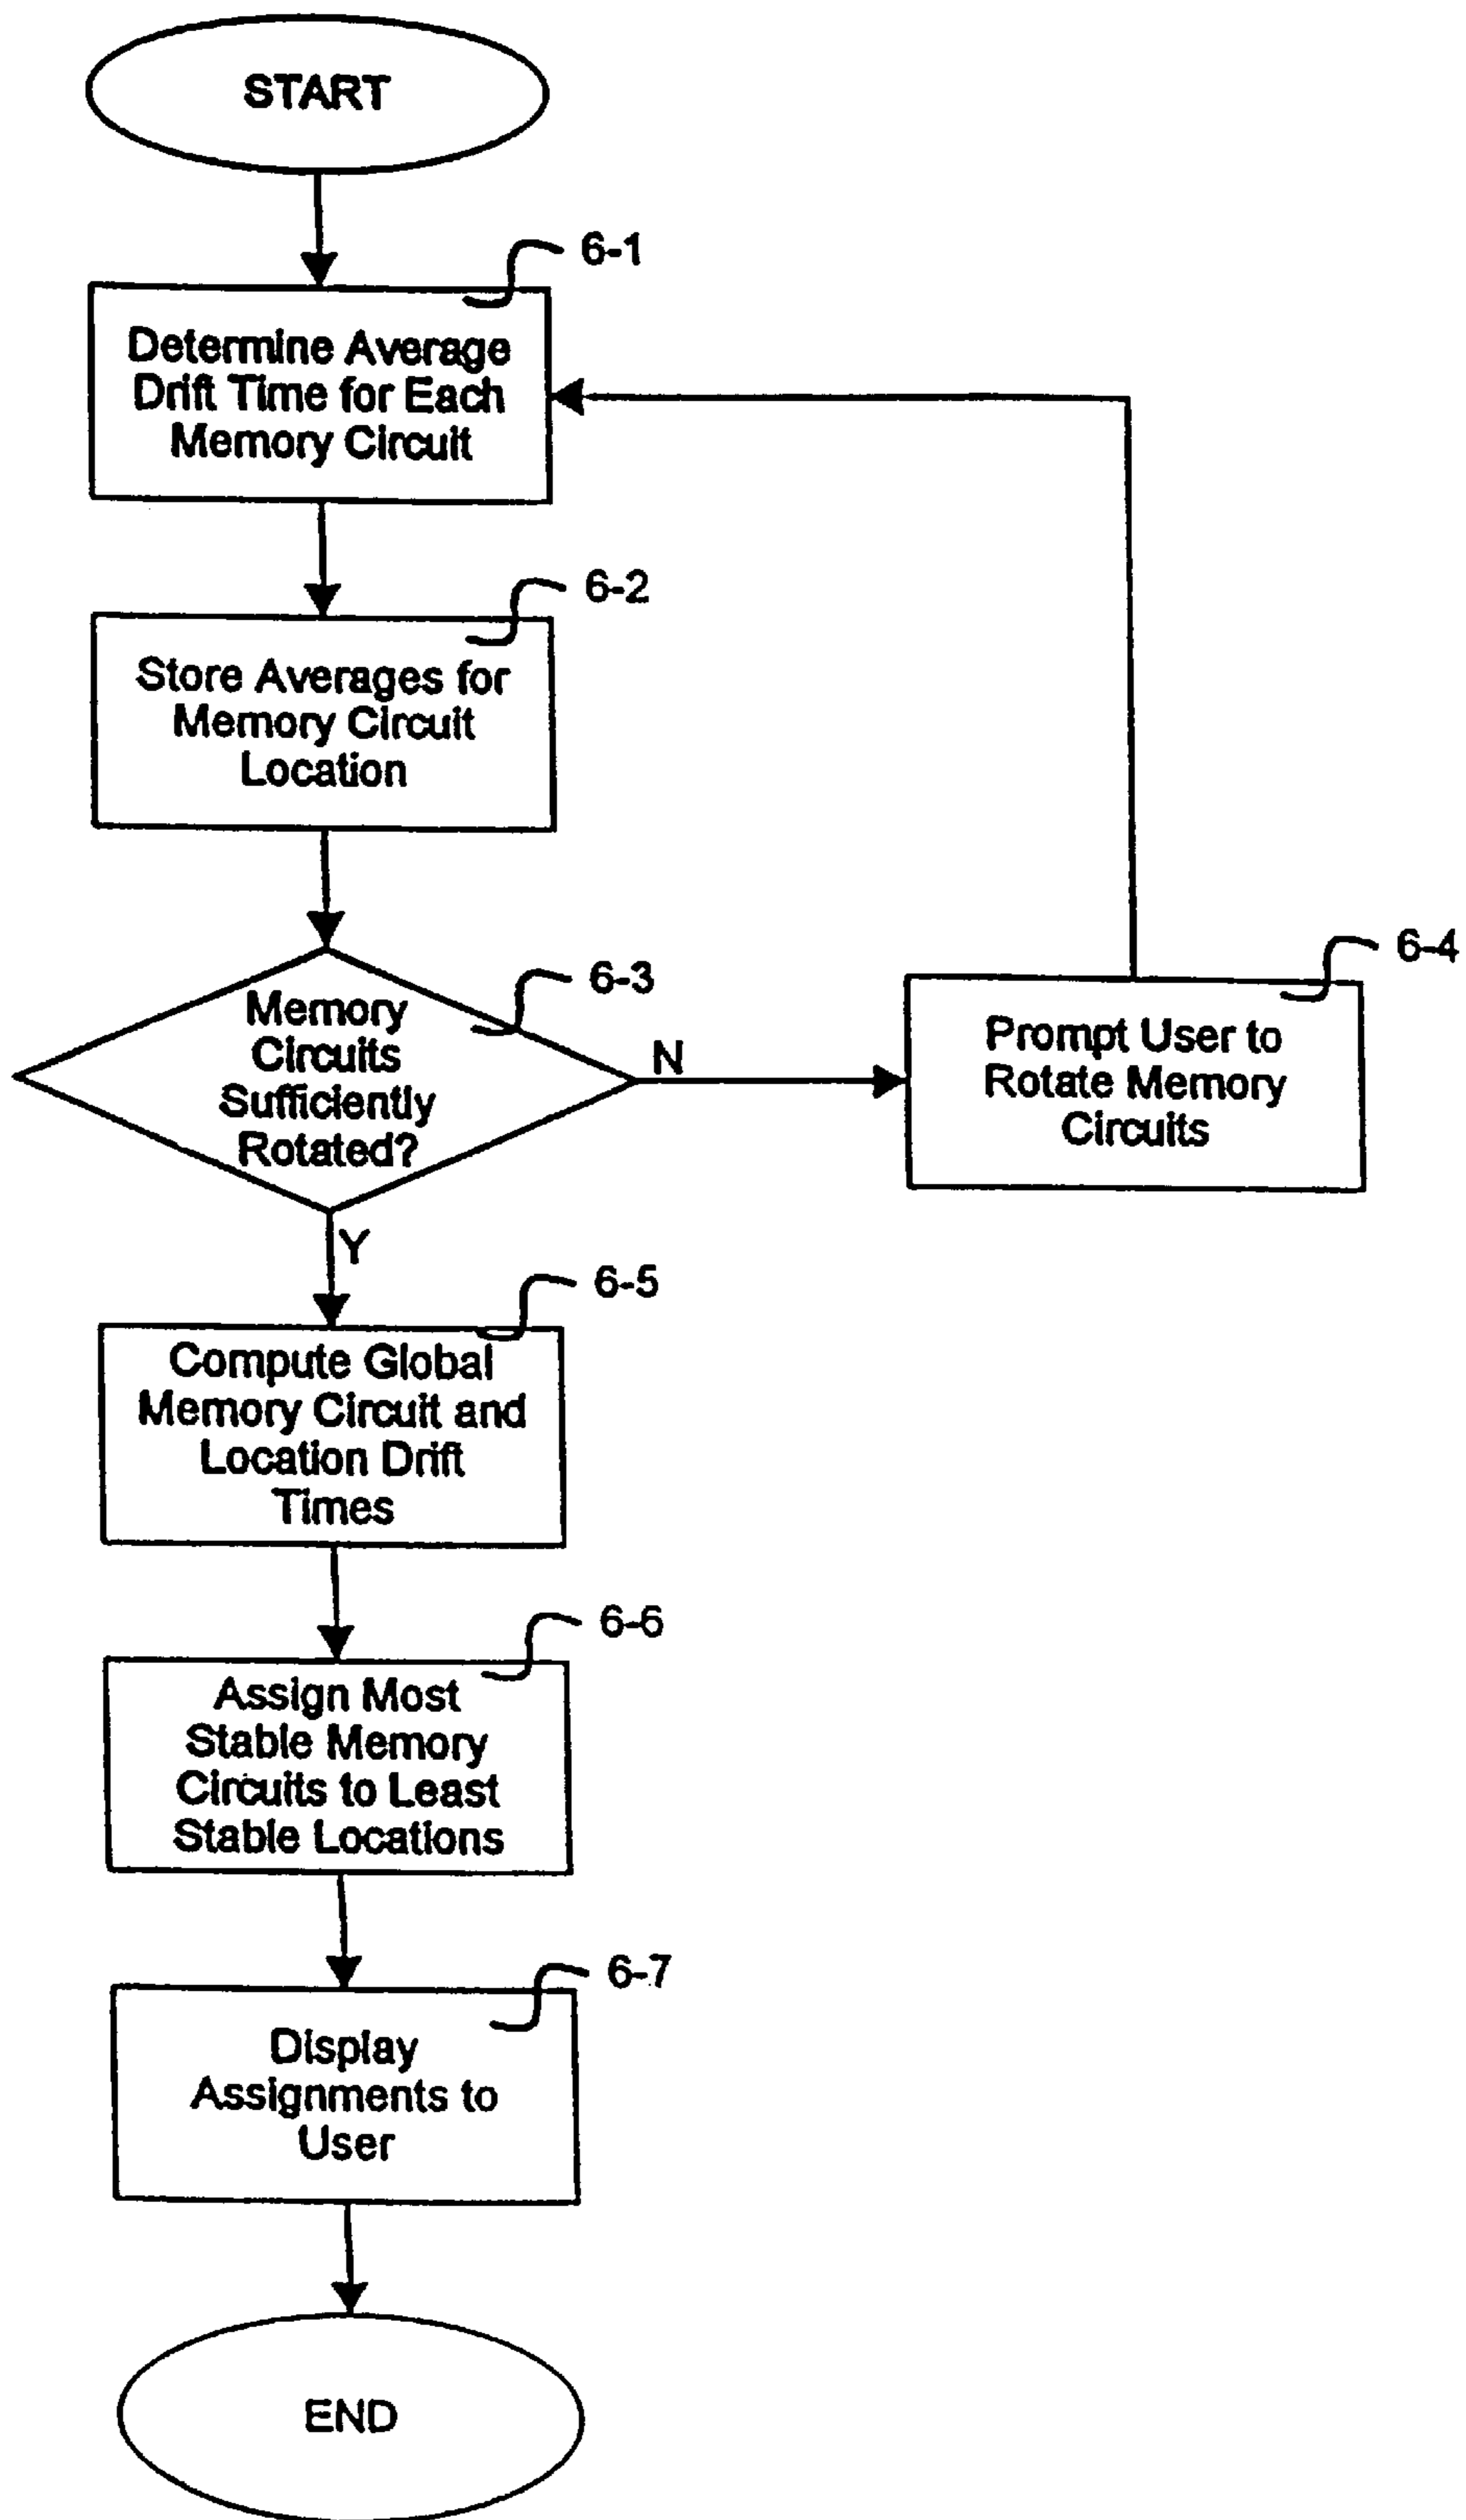 START
6-1
Determine Average
Drift Time for Each
Memory Circuit
6-2
Store Averages for
Memory Circuit
Location
6-3
Memory
Circuits
Sufficiently
Rotated?
N
6-4
Prompt User to
Rotate Memory
Circuits
Y
6-5
Compute Global
Memory Circuit and
Location Drift
Times
6-6
Assign Most
Stable Memory
Circuits to Least
Stable Locations
6-7
Display
Assignments to
User
END